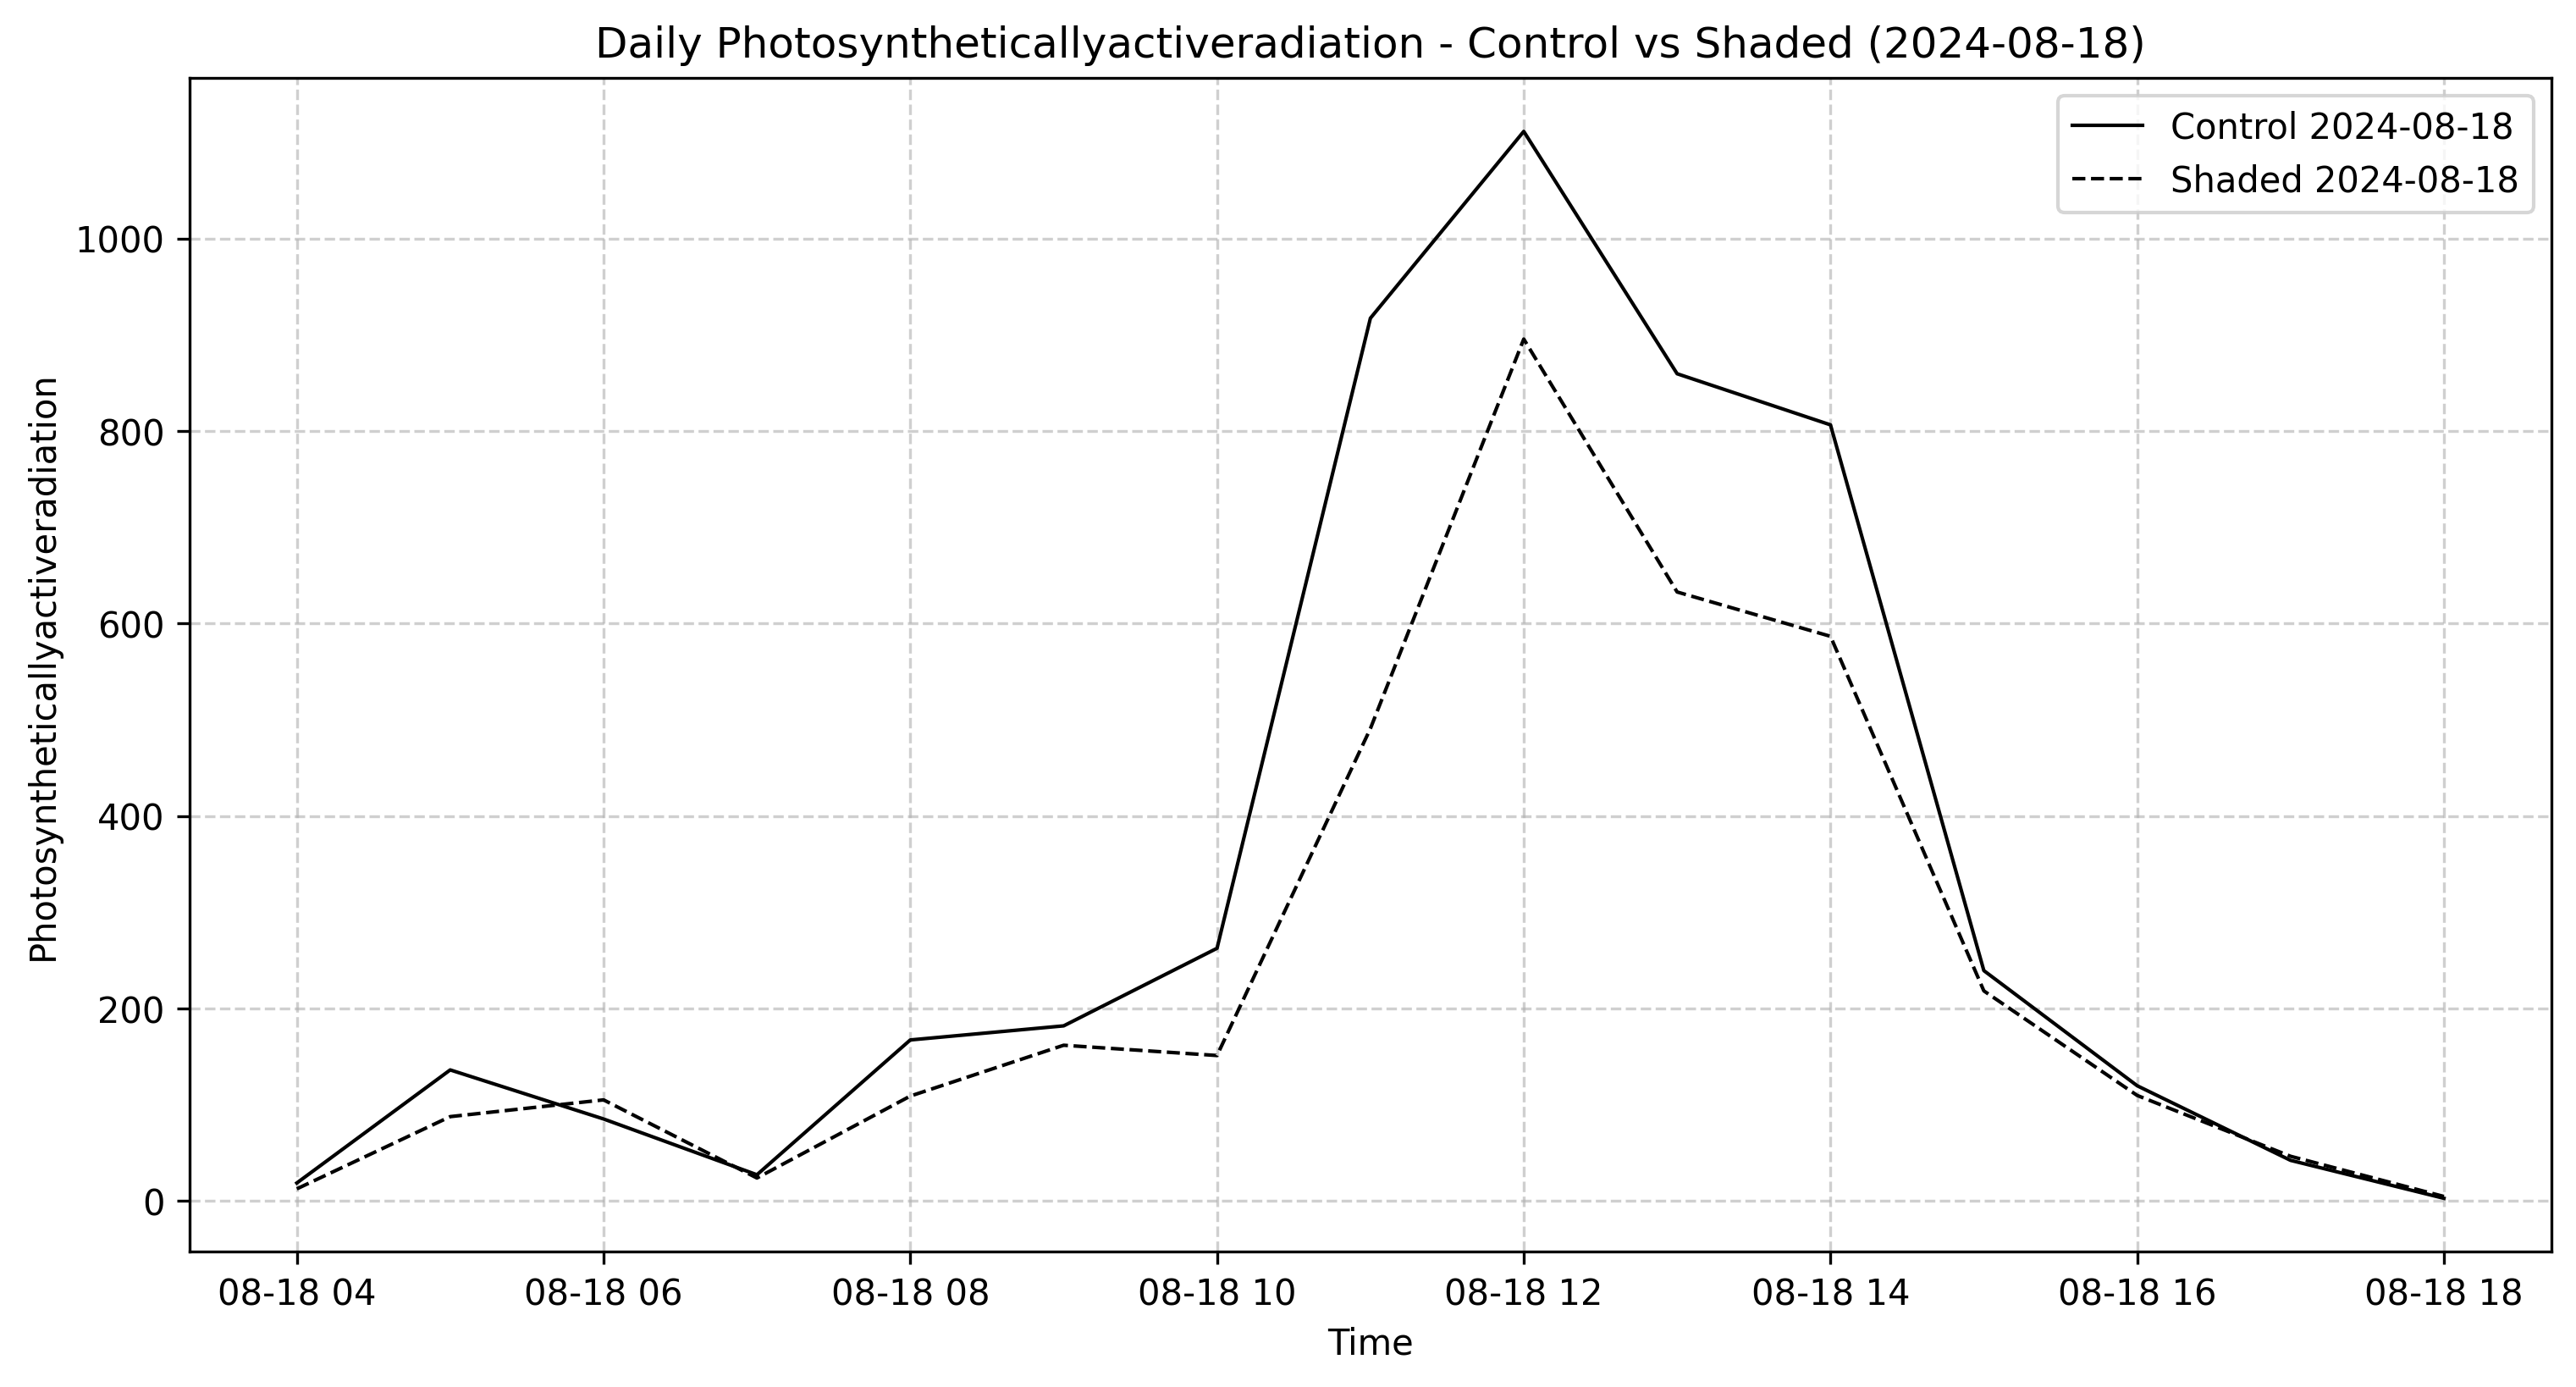 Daily Photosyntheticallyactiveradiation - Control vs Shaded (2024-08-18)
Control 2024-08-18
Shaded 2024-08-18
Photosyntheticallyactiveradiation
1000
800
600
400
200
0
08-18 04 08-18 06 08-18 08 08-18 10 08-18 12 08-18 14 08-18 16 08-18 18
Time